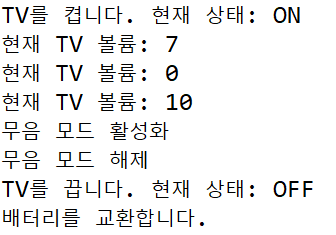 TV를 켭니다. 현재 상태: ON
현재 TV 볼륨: 7
현재 TV 볼륨: 0
현재 TV 볼륨: 10
무음 모드 활성화
무음 모드 해제
TV를 끕니다. 현재 상태: OFF
배터리를 교환합니다.